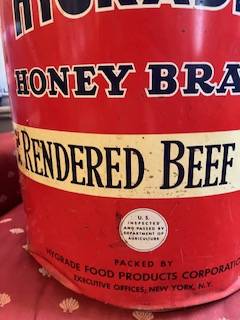 HONEY BRA
RENDERED BEEF
U.S.
INSPECTED
AND PASSED BY
DEPARTMENT OF
AGRICULTURE
PACKED BY
HYGRADE FOOD PRODUCTS CORPORATIO
EXECUTIVE OFFICES, NEW YORK, N.Y.